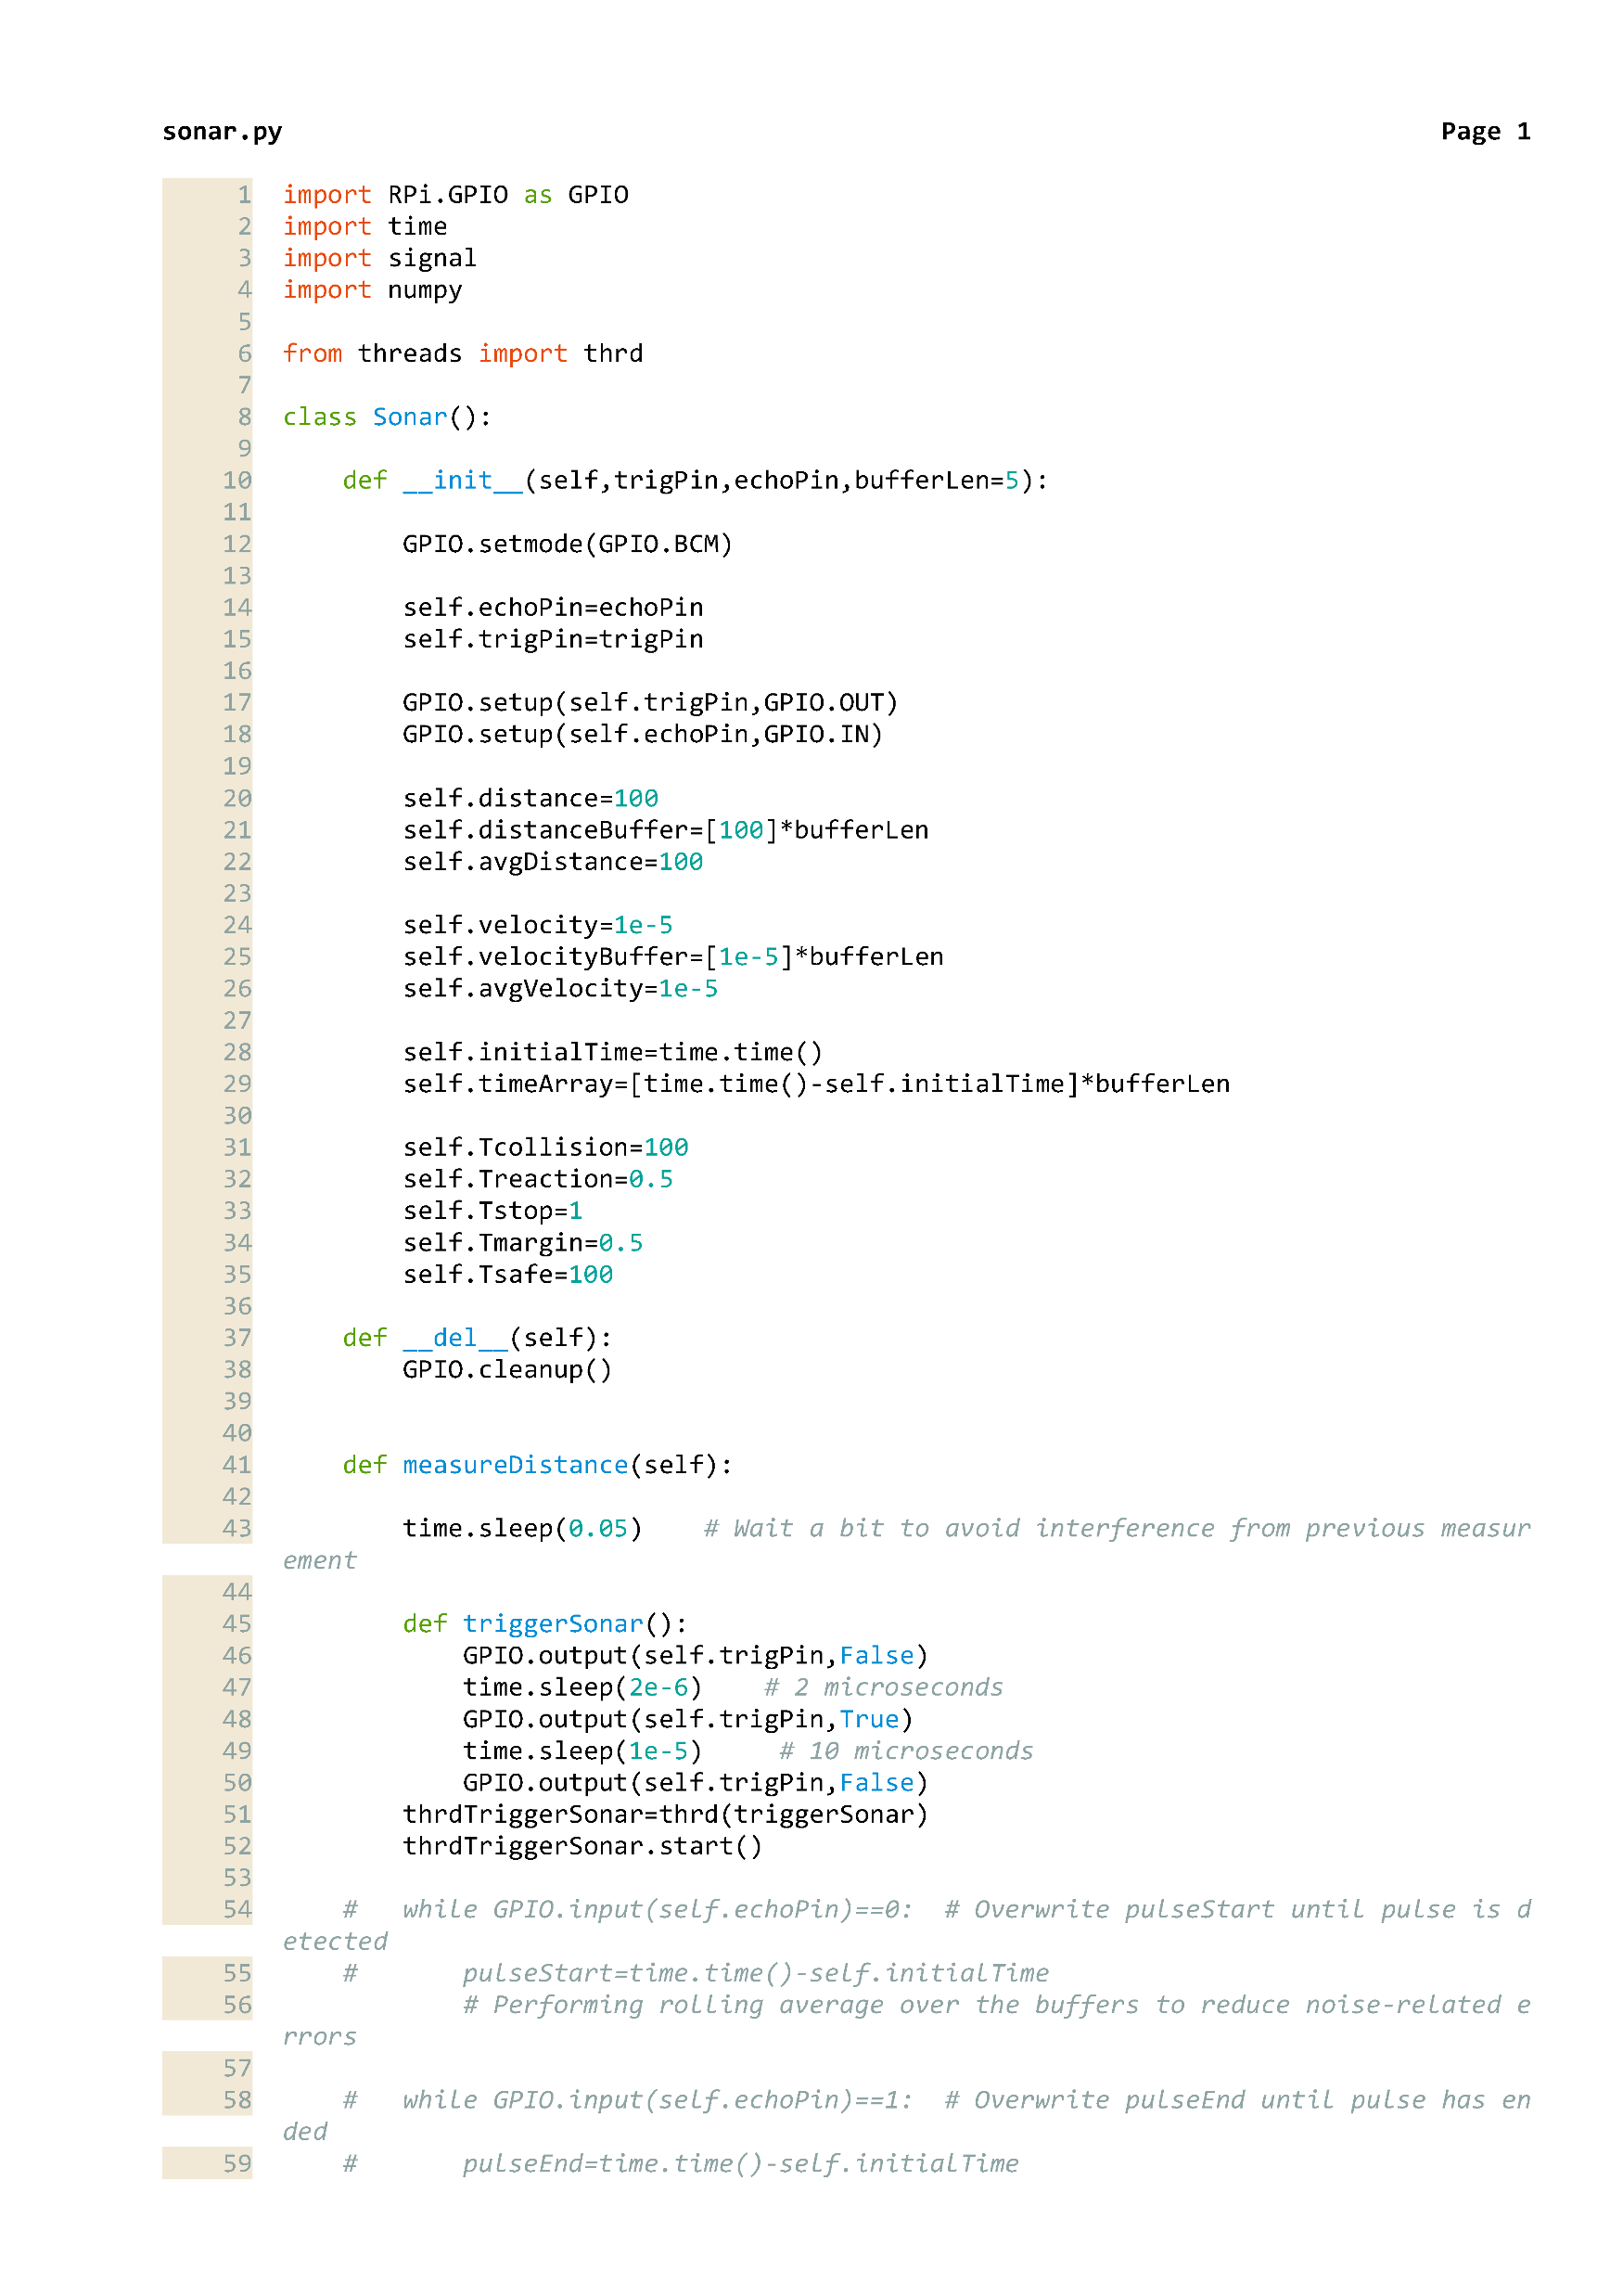 sonar.py Page 1
1 import RPi.GPIO as GPIO
2 import time
3 import signal
4 import numpy
5
6 from threads import thrd
7
8 class Sonar():
9
10 def __init__(self,trigPin,echoPin,bufferLen=5):
11
12 GPIO.setmode(GPIO.BCM)
13
14 self.echoPin=echoPin
15 self.trigPin=trigPin
16
17 GPIO.setup(self.trigPin,GPIO.OUT)
18 GPIO.setup(self.echoPin,GPIO.IN)
19
20 self.distance=100
21 self.distanceBuffer=[100]*bufferLen
22 self.avgDistance=100
23
24 self.velocity=1e-5
25 self.velocityBuffer=[1e-5]*bufferLen
26 self.avgVelocity=1e-5
27
28 self.initialTime=time.time()
29 self.timeArray=[time.time()-self.initialTime]*bufferLen
30
31 self.Tcollision=100
32 self.Treaction=0.5
33 self.Tstop=1
34 self.Tmargin=0.5
35 self.Tsafe=100
36
37 def __del__(self):
38 GPIO.cleanup()
39
40
41 def measureDistance(self):
42
43 time.sleep(0.05) # Wait a bit to avoid interference from previous measur
ement
44
45 def triggerSonar():
46 GPIO.output(self.trigPin,False)
47 time.sleep(2e-6) # 2 microseconds
48 GPIO.output(self.trigPin,True)
49 time.sleep(1e-5) # 10 microseconds
50 GPIO.output(self.trigPin,False)
51 thrdTriggerSonar=thrd(triggerSonar)
52 thrdTriggerSonar.start()
53
54 # while GPIO.input(self.echoPin)==0: # Overwrite pulseStart until pulse is d
etected
55 # pulseStart=time.time()-self.initialTime
56 # Performing rolling average over the buffers to reduce noise-related e
rrors
57
58 # while GPIO.input(self.echoPin)==1: # Overwrite pulseEnd until pulse has en
ded
59 # pulseEnd=time.time()-self.initialTime